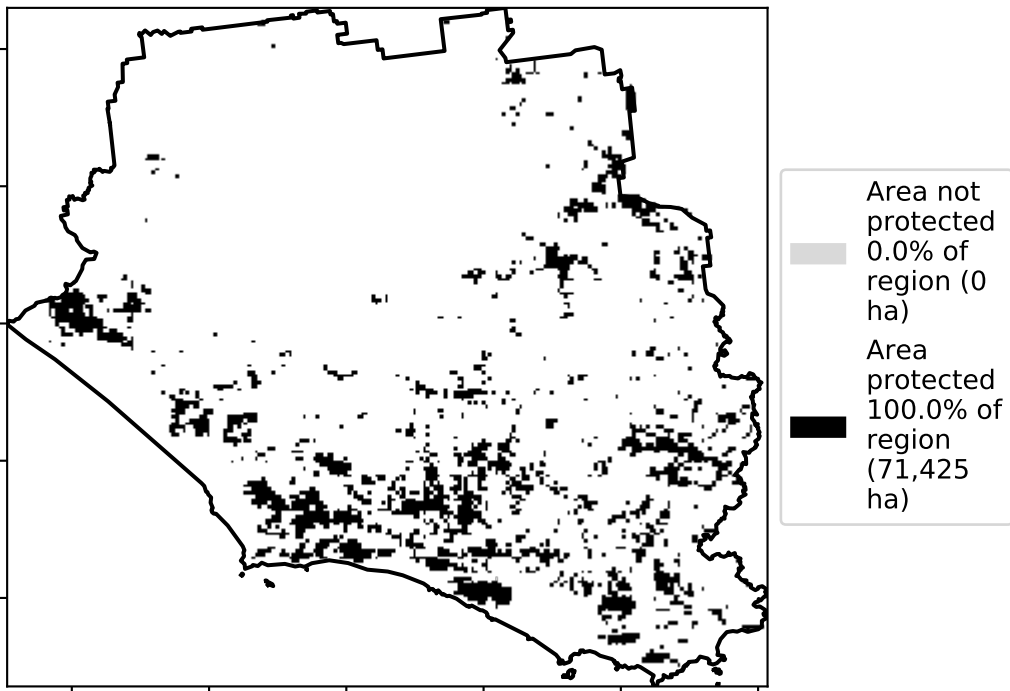 Area not
protected
0.0% of
region (0
ha)
Area
protected
100.0% of
region
(71,425
ha)